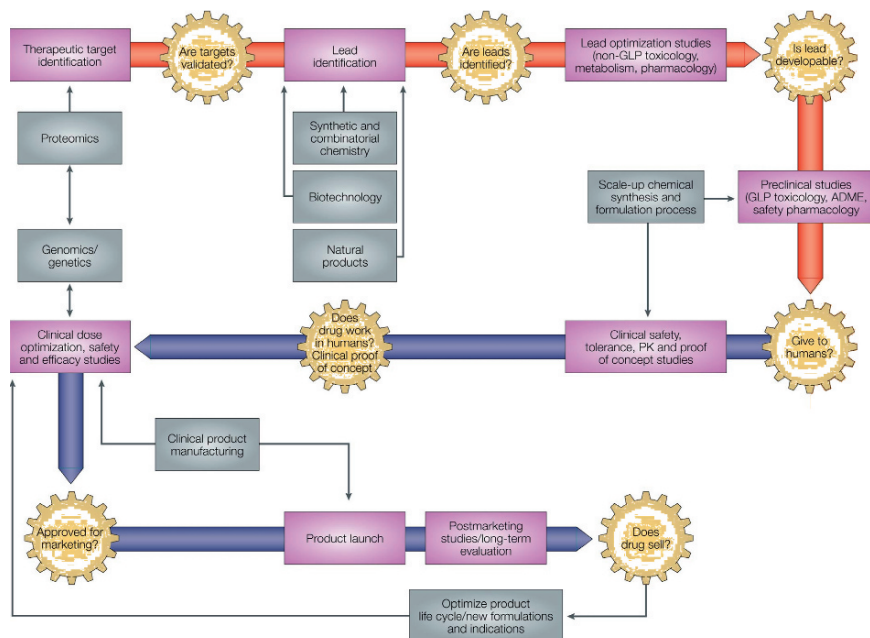 Therapeutic target
identification
Are targets
validated?
Lead
identification
Are leads
identified?
Lead optimization studies
(non-GLP toxicology,
metabolism, pharmacology)
Is lead
developable?
Proteomics
Synthetic and
combinatorial
chemistry
Biotechnology
Natural
products
Scale-up chemical
synthesis and
formulation process
Preclinical studies
(GLP toxicology, ADME,
safety pharmacology
Genomics/
genetics
Clinical dose
optimization, safety
and efficacy studies
Does
drug work
in humans?
Clinical proof
of concept
Clinical safety,
tolerance, PK and proof
of concept studies
Give to
humans?
Clinical product
manufacturing
Approved for
marketing?
Product launch
Postmarketing
studies/long-term
evaluation
Does
drug sell?
Optimize product
life cycle/new formulations
and indications